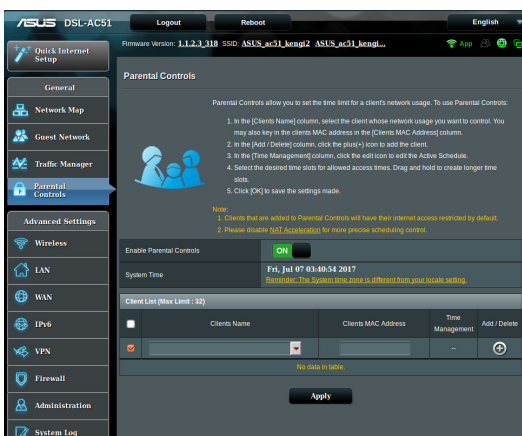 ASUS DSL-AC51
Logout
Reboot
English
Quick Internet
Setup
Firmware Version: 1.1.2.3_318 SSID: ASUS_ac51_kengi2 ASUS_ac51_kengi...
App
Parental Controls
General
Network Map
Guest Network
Traffic Manager
Parental
Controls
Advanced Settings
Wireless
LAN
WAN
IPv6
VPN
Firewall
Administration
System Log
Parental Controls allow you to set the time limit for a client's network usage. To use Parental Controls:
1. In the [Clients Name] column, select the client whose network usage you want to control. You
may also key in the clients MAC address in the [Clients MAC Address] column.
2. In the [Add / Delete] column, click the plus(+) icon to add the client.
3. In the [Time Management] column, click the edit icon to edit the Active Schedule.
4. Select the desired time slots for allowed access times. Drag and hold to create longer time
slots.
5. Click [OK] to save the settings made.
Note:
1. Clients that are added to Parental Controls will have their internet access restricted by default.
2. Please disable NAT Acceleration for more precise scheduling control.
Enable Parental Controls
ON
System Time
Fri, Jul 07 03:40:54 2017
Reminder: The System time zone is different from your locale setting.
Client List (Max Limit : 32)
Clients Name
Clients MAC Address
Time
Management
Add / Delete
--
No data in table.
Apply